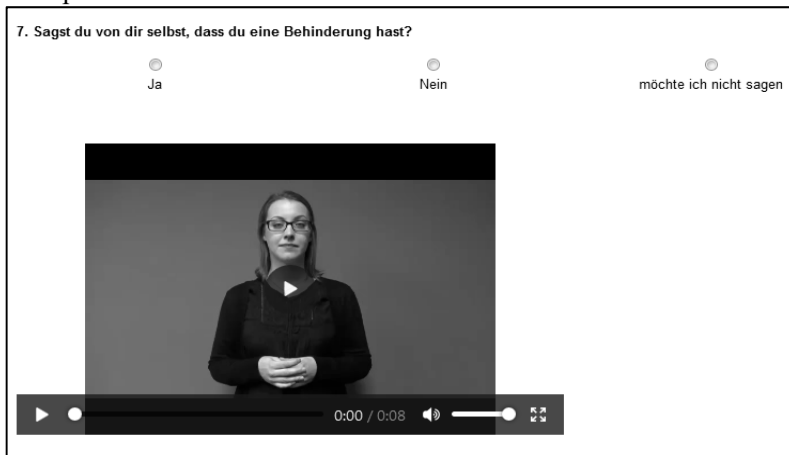 7. Sagst du von dir selbst, dass du eine Behinderung hast?
Ja Nein möchte ich nicht sagen
0:00 / 0:08